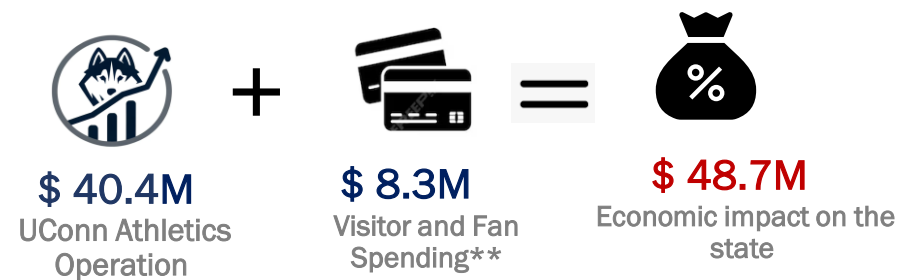 $ 40.4M
UConn Athletics
Operation
+
$ 8.3M
Visitor and Fan
Spending**
=
%
$ 48.7M
Economic impact on the
state